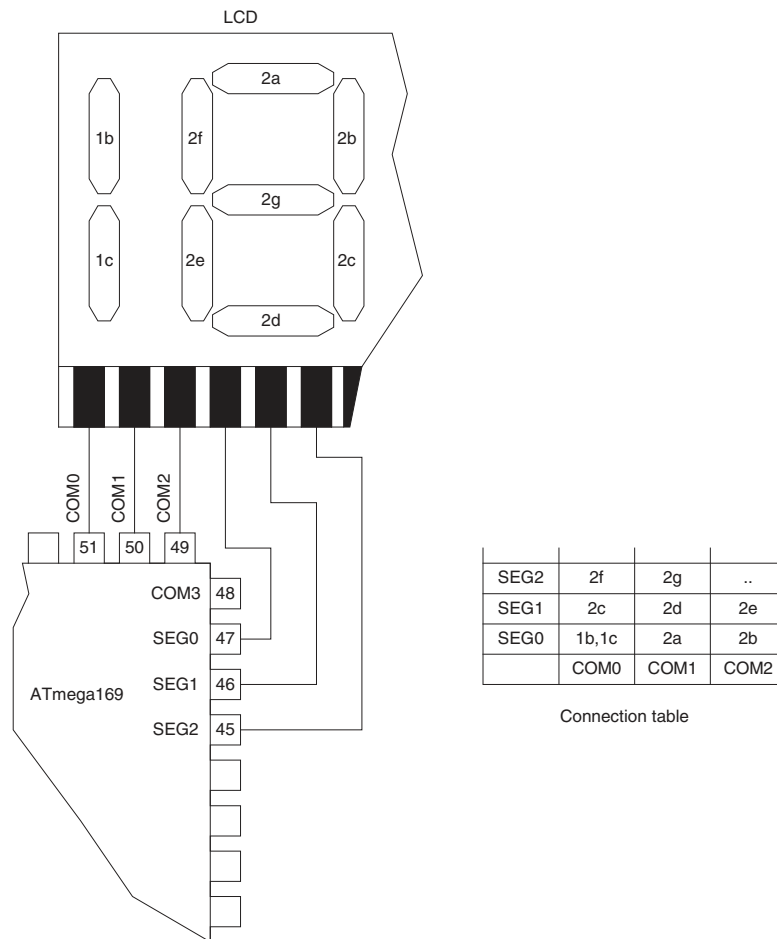 LCD
2a
1b
2f
2b
2g
1c
2e
2c
2d
COM0
COM1
COM2
51
50
49
COM3
48
SEG0
47
ATmega169
SEG1
46
SEG2
45
SEG2 2f 2g ..
SEG1 2c 2d 2e
SEG0 1b,1c 2a 2b
COM0 COM1 COM2
Connection table